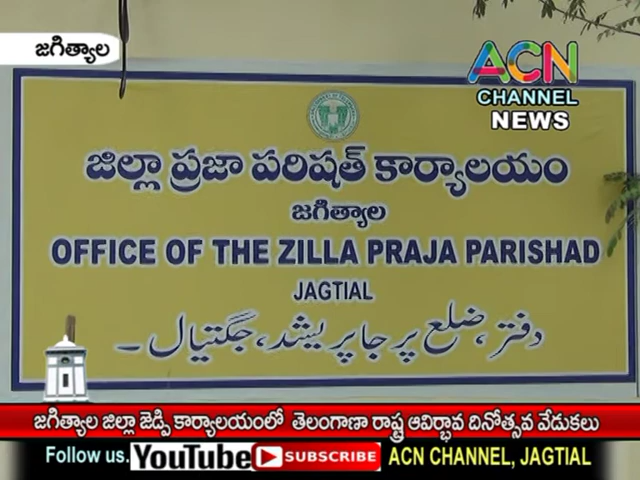 జగిత్యాల
ACN
CHANNEL
NEWS
జిల్లా ప్రజా పరిషత్ కార్యాలయం
జగిత్యాల
OFFICE OF THE ZILLA PRAJA PARISHAD
JAGTIAL
دفتر، ضلع پرجا پریشد، جگتیال ـ
జగిత్యాల జిల్లా జెడ్పి కార్యాలయంలో తెలంగాణా రాష్ట్ర ఆవిర్భావ దినోత్సవ వేడుకలు
Follow us. YouTube SUBSCRIBE ACN CHANNEL, JAGTIAL